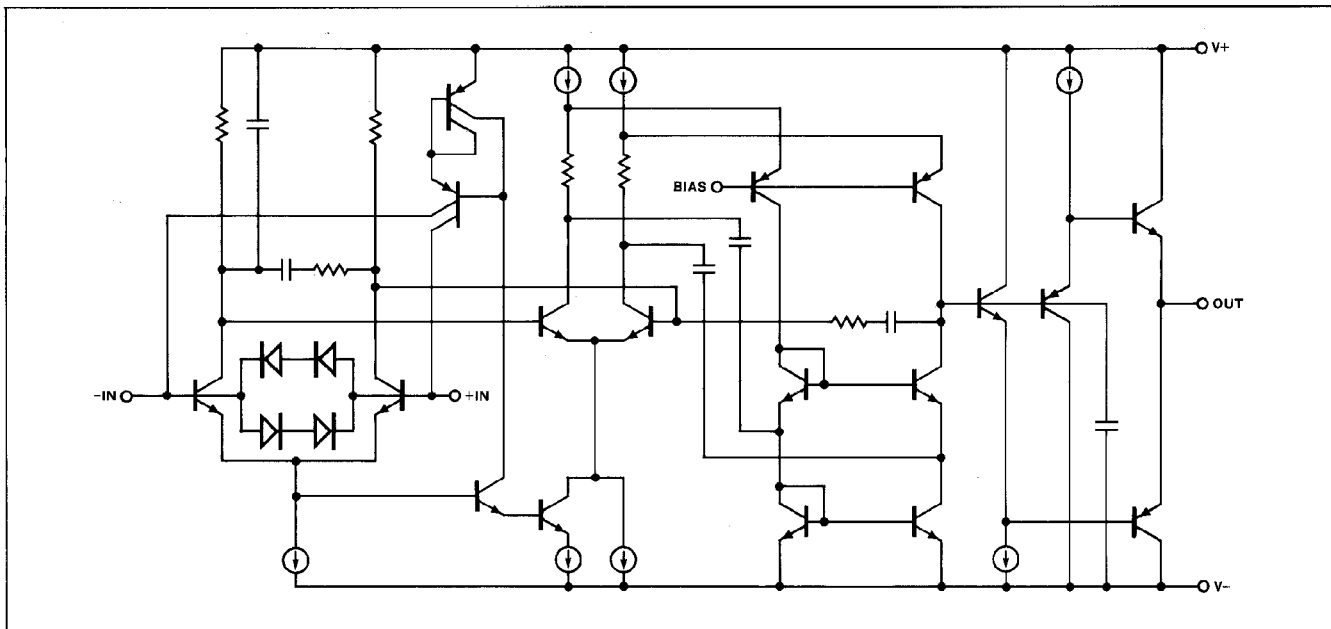 V+
BIAS
OUT
-IN
+IN
V-